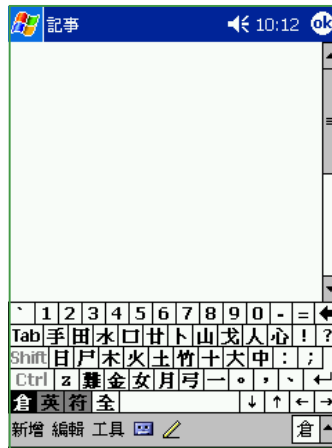 記事 10:12 ok
` 1 2 3 4 5 6 7 8 9 0 - =
Tab 手 田 水 口 廿 卜 山 戈 人 心 ! ?
Shift 日 尸 木 火 土 竹 十 大 中 : ;
Ctrl z 難 金 女 月 弓 一 。 , 、
倉 英 符 全 ↓ ↑ ← →
新增 編輯 工具 倉